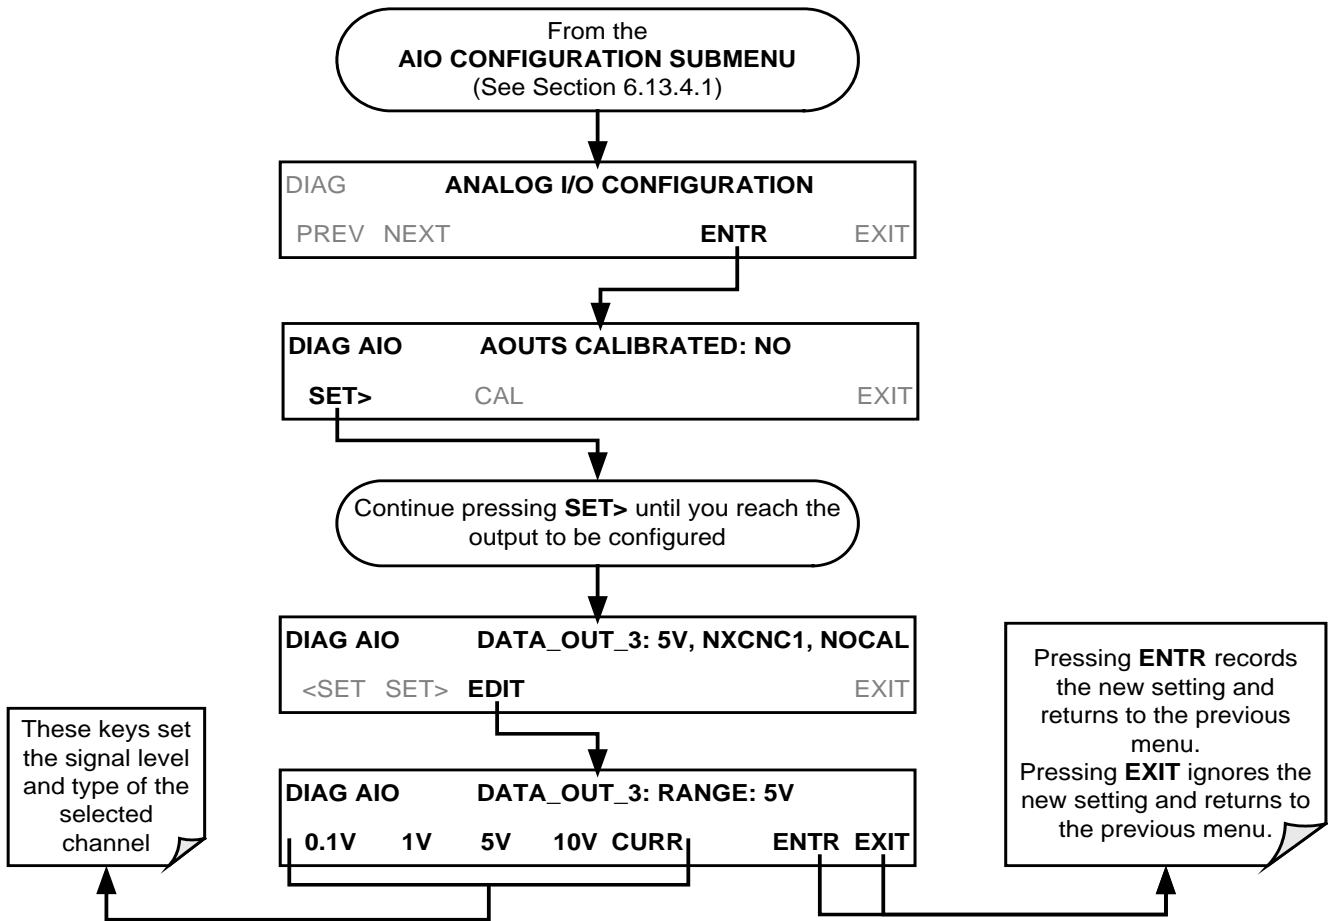 From the
AIO CONFIGURATION SUBMENU
(See Section 6.13.4.1)
DIAG ANALOG I/O CONFIGURATION
PREV NEXT ENTR EXIT
DIAG AIO AOUTS CALIBRATED: NO
SET> CAL EXIT
Continue pressing SET> until you reach the
output to be configured
DIAG AIO DATA_OUT_3: 5V, NXCNC1, NOCAL
<SET SET> EDIT EXIT
These keys set
the signal level
and type of the
selected
channel
DIAG AIO DATA_OUT_3: RANGE: 5V
0.1V 1V 5V 10V CURR ENTR EXIT
Pressing ENTR records
the new setting and
returns to the previous
menu.
Pressing EXIT ignores the
new setting and returns to
the previous menu.